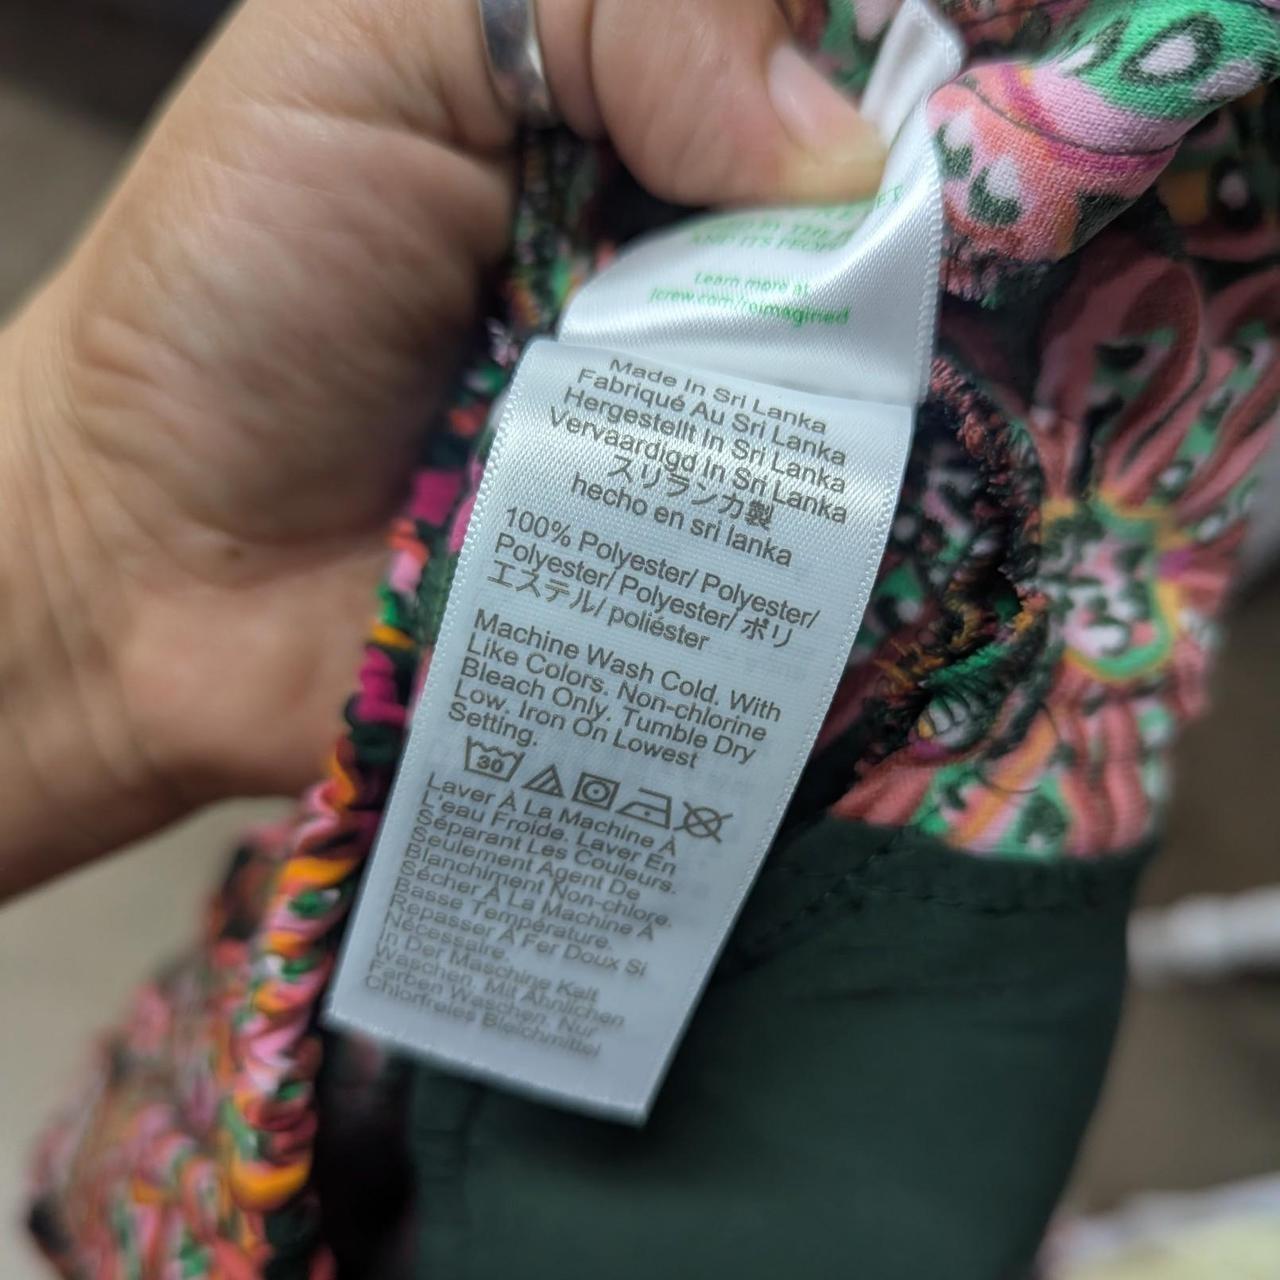 AND ITS PEOPLE
Learn more at
jcrew.com/reimagined
Made In Sri Lanka
Fabriqué Au Sri Lanka
Hergestellt In Sri Lanka
Vervaardigd In Sri Lanka
スリランカ製
hecho en sri lanka
100% Polyester/ Polyester/
Polyester/ Polyester/ ポリ
エステル/ poliéster
Machine Wash Cold. With
Like Colors. Non-chlorine
Bleach Only. Tumble Dry
Low. Iron On Lowest
Setting.
30
Laver À La Machine À
L'eau Froide. Laver En
Séparant Les Couleurs.
Seulement Agent De
Blanchiment Non-chlore.
Sécher À La Machine À
Basse Température.
Repasser À Fer Doux Si
Nécessaire.
In Der Maschine Kalt
Waschen. Mit Ähnlichen
Farben Waschen. Nur
Chlorfreies Bleichmittel